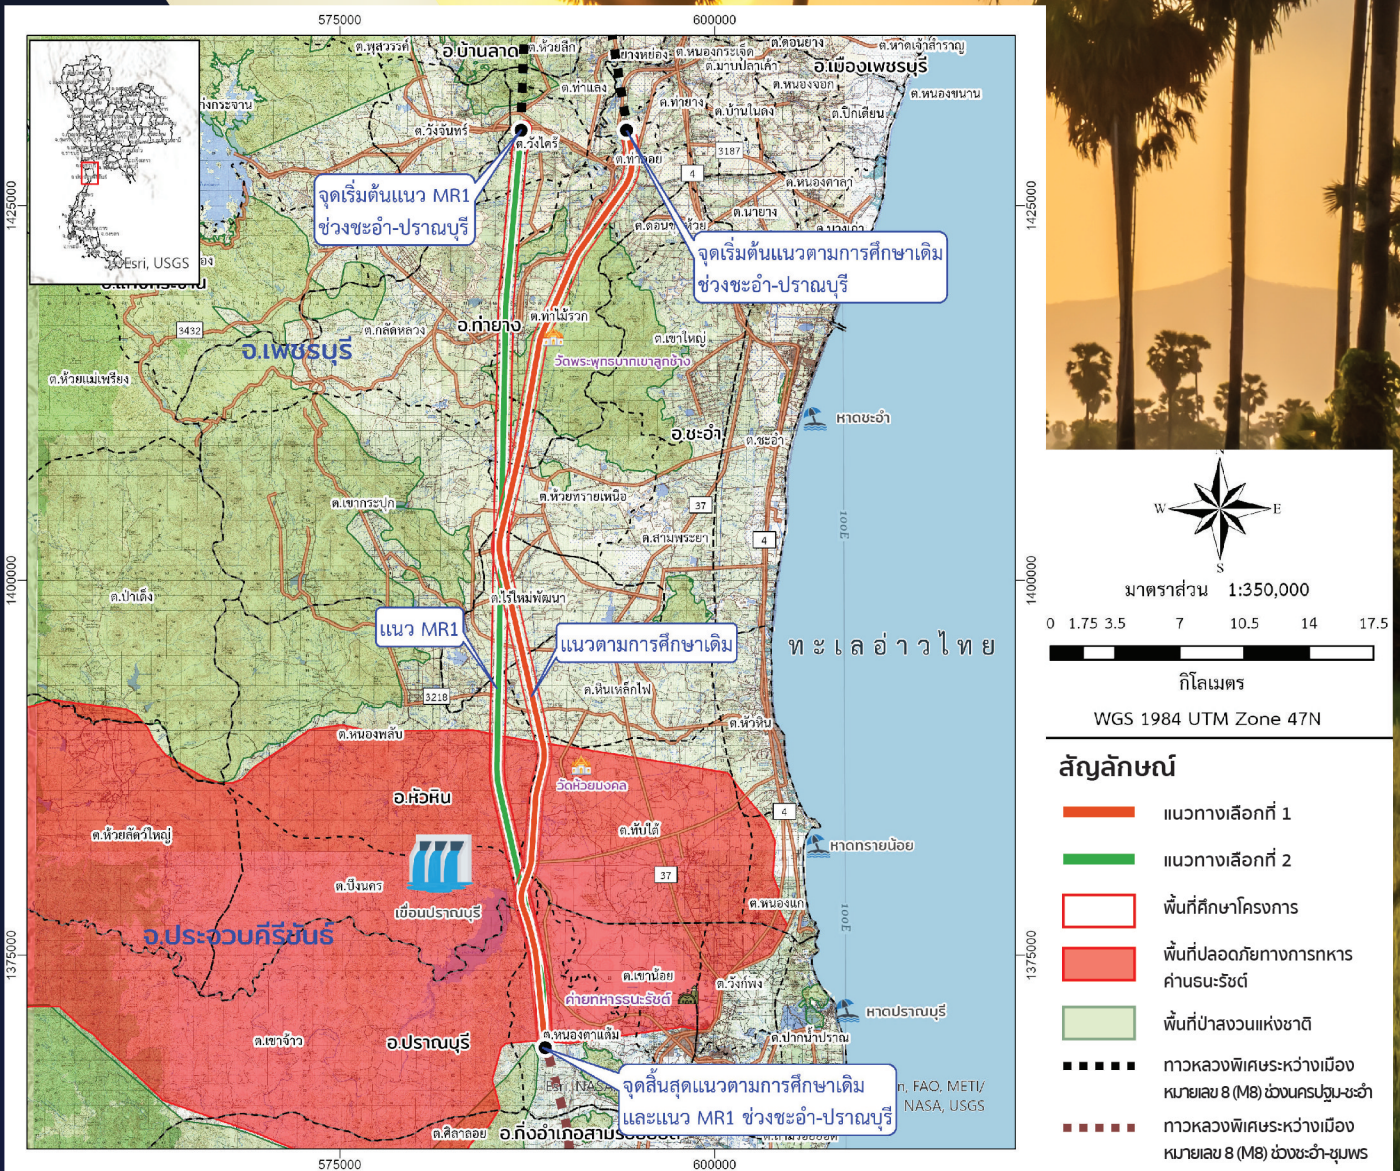 575000
600000
ต.พุสวรรค์
อ.บ้านลาด
ต.ห้วยลึก
ยางหย่อง
ต.หนองกระเจ็ด
ต.ดอนยาง
ต.หาดเจ้าสำราญ
ต.มาบปลาเค้า
อ.เมืองเพชรบุรี
ต.ท่าแลง
ต.หนองจอก
ต.หนองขนาน
ต.ท่ายาง
ต.บ้านในดง
ต.ปึกเตียน
ต.วังจันทร์
ต.วังไคร้
3187
ต.ท่าคอย
4
ต.หนองศาลา
จุดเริ่มต้นแนว MR1
ช่วงชะอำ-ปราณบุรี
1425000
1425000
ต.นายาง
จุดเริ่มต้นแนวตามการศึกษาเดิม
ช่วงชะอำ-ปราณบุรี
Esri, USGS
ต.ท่าไม้รวก
อ.ท่ายาง
ต.กลัดหลวง
3432
ต.เขาใหญ่
อ.เพชรบุรี
วัดพระพุทธบาทเขาลูกช้าง
ต.ห้วยแม่เพรียง
หาดชะอำ
อ.ชะอำ
ต.ชะอำ
ต.ห้วยทรายเหนือ
ต.เขากระปุก
37
ต.สามพระยา
4
100E
1400000
1400000
ต.ป่าเด็ง
ต.ไร่ใหม่พัฒนา
แนว MR1
แนวตามการศึกษาเดิม
ทะเลอ่าวไทย
3218
ต.หินเหล็กไฟ
ต.หัวหิน
ต.หนองพลับ
วัดห้วยมงคล
อ.หัวหิน
4
ต.ห้วยสัตว์ใหญ่
ต.ทับใต้
หาดทรายน้อย
ต.บึงนคร
37
เขื่อนปราณบุรี
ต.หนองแก
100E
จ.ประจวบคีรีขันธ์
1375000
1375000
ต.เขาน้อย
ต.วังก์พง
ค่ายทหารธนะรัชต์
หาดปราณบุรี
ต.เขาจ้าว
อ.ปราณบุรี
ต.หนองตาแต้ม
ต.ปากน้ำปราณ
จุดสิ้นสุดแนวตามการศึกษาเดิม
และแนว MR1 ช่วงชะอำ-ปราณบุรี
n, FAO, METI/
NASA, USGS
ต.ศิลาลอย
575000
600000
N
W
E
S
มาตราส่วน 1:350,000
0 1.75 3.5 7 10.5 14 17.5
กิโลเมตร
WGS 1984 UTM Zone 47N
สัญลักษณ์
แนวทางเลือกที่ 1
แนวทางเลือกที่ 2
พื้นที่ศึกษาโครงการ
พื้นที่ปลอดภัยทางการทหาร
ค่ายธนะรัชต์
พื้นที่ป่าสงวนแห่งชาติ
ทางหลวงพิเศษระหว่างเมือง
หมายเลข 8 (M8) ช่วงนครปฐม-ชะอำ
ทางหลวงพิเศษระหว่างเมือง
หมายเลข 8 (M8) ช่วงชะอำ-ชุมพร